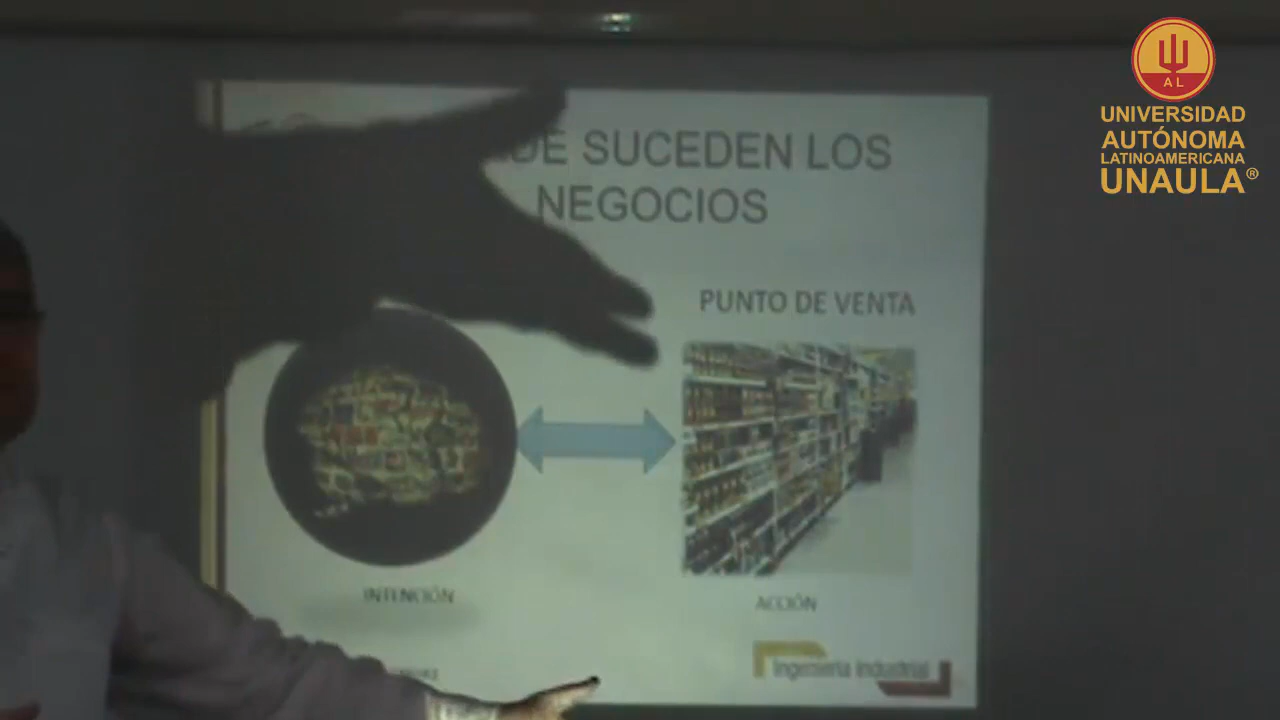 DE SUCEDEN LOS
NEGOCIOS
PUNTO DE VENTA
INTENCIÓN
ACCIÓN
Ingeniería Industrial
AL
UNIVERSIDAD
AUTÓNOMA
LATINOAMERICANA
UNAULA®